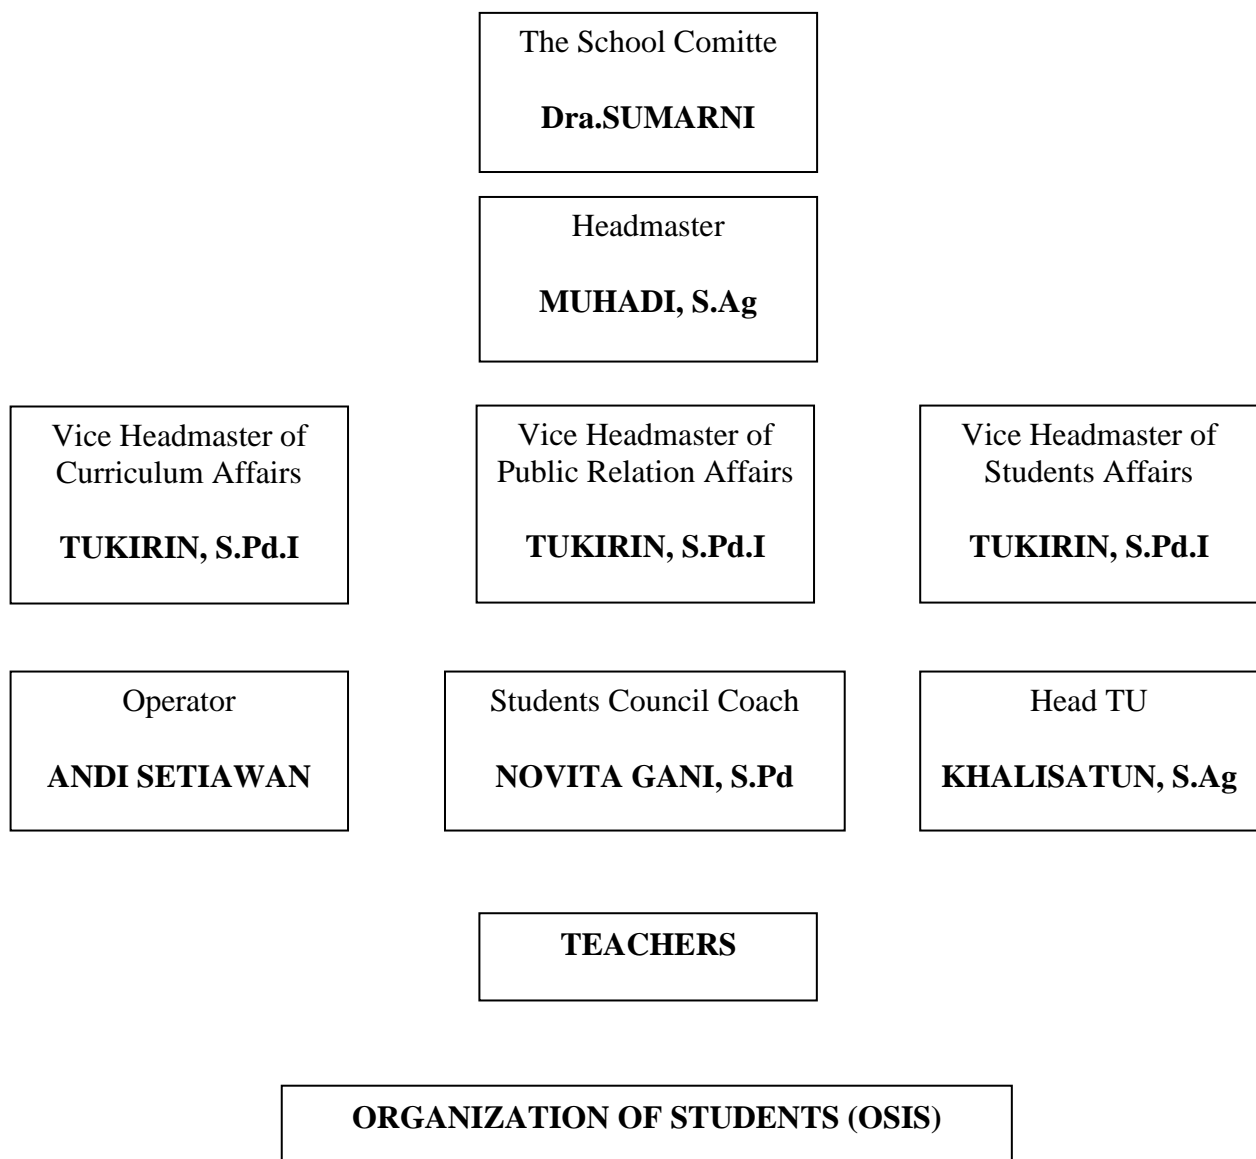 The School Comitte
Dra.SUMARNI
Headmaster
MUHADI, S.Ag
Vice Headmaster of
Curriculum Affairs
TUKIRIN, S.Pd.I
Vice Headmaster of
Public Relation Affairs
TUKIRIN, S.Pd.I
Vice Headmaster of
Students Affairs
TUKIRIN, S.Pd.I
Operator
ANDI SETIAWAN
Students Council Coach
NOVITA GANI, S.Pd
Head TU
KHALISATUN, S.Ag
TEACHERS
ORGANIZATION OF STUDENTS (OSIS)